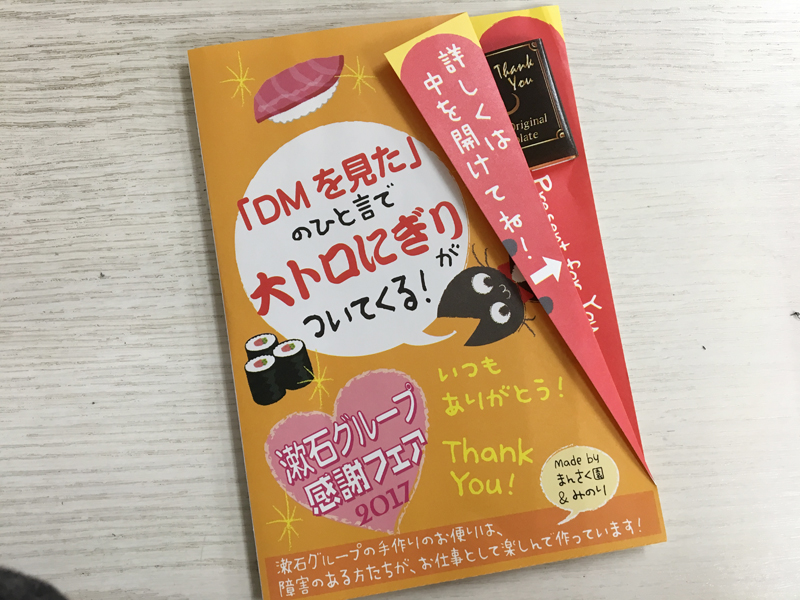 詳しくは
中を開けてね!
Thank
You
Original
「DMを見た」
のひと言で
大トロにぎりが
ついてくる!
いつも
ありがとう!
Thank
You!
漱石グループ
感謝フェア
2017
Made by
まんさく園
&みのり
漱石グループの手作りのお便りは、
障害のある方たちが、お仕事として楽しんで作っています!